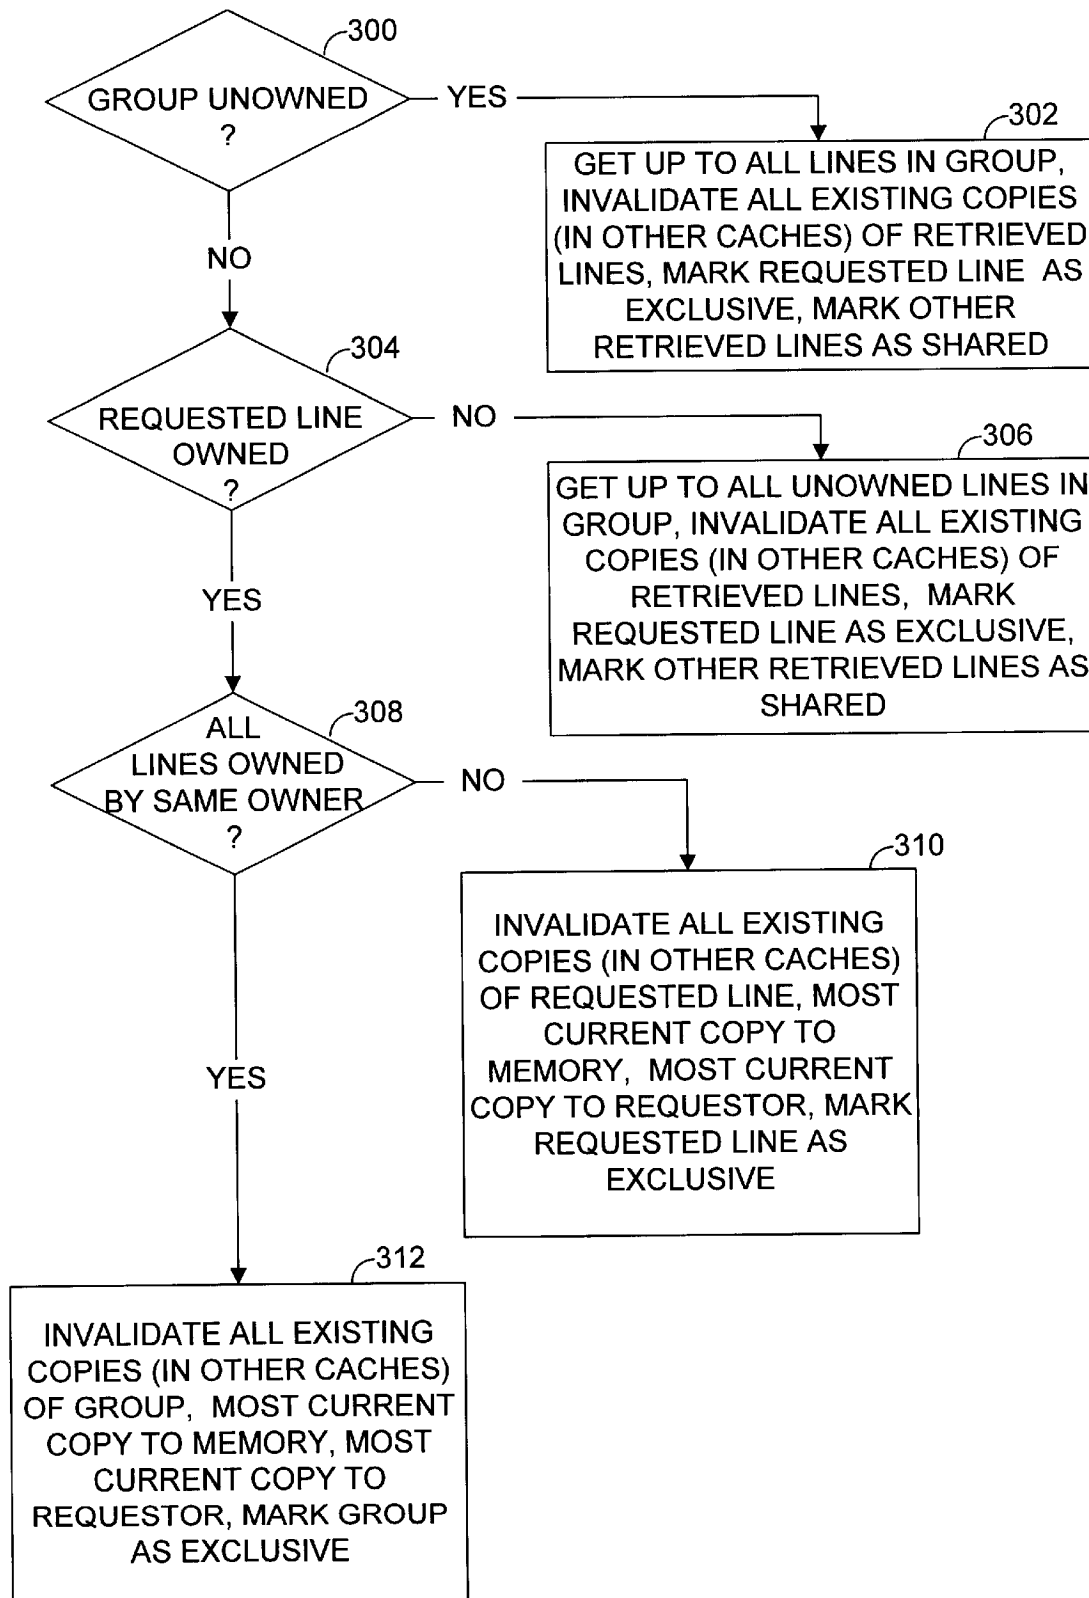 300
GROUP UNOWNED
?
YES
302
GET UP TO ALL LINES IN GROUP,
INVALIDATE ALL EXISTING COPIES
(IN OTHER CACHES) OF RETRIEVED
LINES, MARK REQUESTED LINE AS
EXCLUSIVE, MARK OTHER
RETRIEVED LINES AS SHARED
NO
304
REQUESTED LINE
OWNED
?
NO
306
GET UP TO ALL UNOWNED LINES IN
GROUP, INVALIDATE ALL EXISTING
COPIES (IN OTHER CACHES) OF
RETRIEVED LINES, MARK
REQUESTED LINE AS EXCLUSIVE,
MARK OTHER RETRIEVED LINES AS
SHARED
YES
308
ALL
LINES OWNED
BY SAME OWNER
?
NO
310
INVALIDATE ALL EXISTING
COPIES (IN OTHER CACHES)
OF REQUESTED LINE, MOST
CURRENT COPY TO
MEMORY, MOST CURRENT
COPY TO REQUESTOR, MARK
REQUESTED LINE AS
EXCLUSIVE
YES
312
INVALIDATE ALL EXISTING
COPIES (IN OTHER CACHES)
OF GROUP, MOST CURRENT
COPY TO MEMORY, MOST
CURRENT COPY TO
REQUESTOR, MARK GROUP
AS EXCLUSIVE